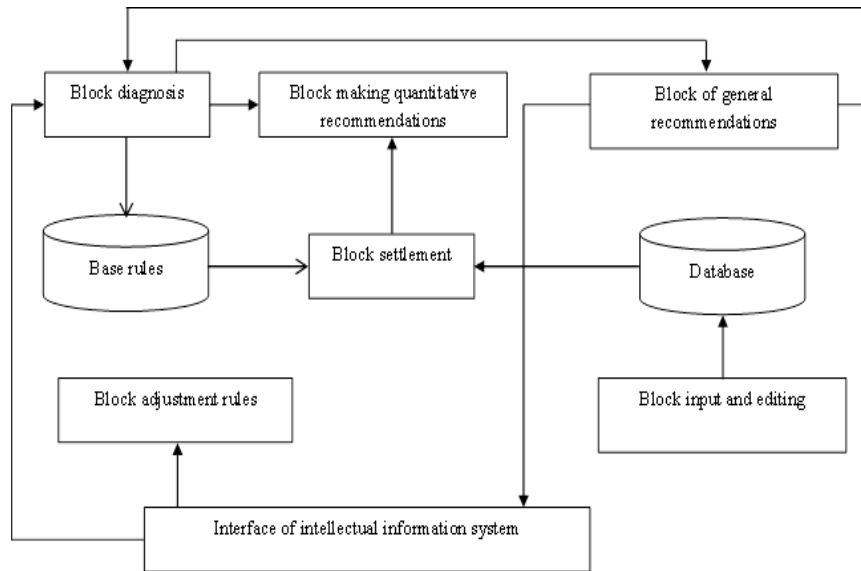 Block diagnosis
Block making quantitative
recommendations
Block of general
recommendations
Base rules
Block settlement
Database
Block adjustment rules
Block input and editing
Interface of intellectual information system